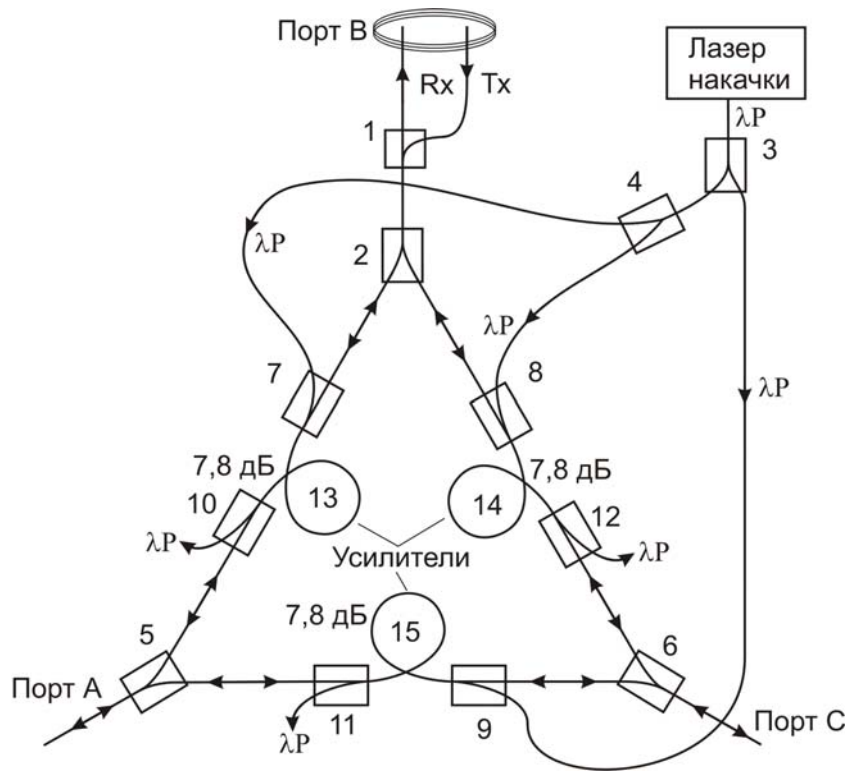 Порт В
Лазер
накачки
Rx
Tx
λP
1
3
4
2
λP
λP
7
8
λP
7,8 дБ
7,8 дБ
10
13
14
12
λP
Усилители
λP
7,8 дБ
15
5
6
Порт А
Порт С
11
9
λP